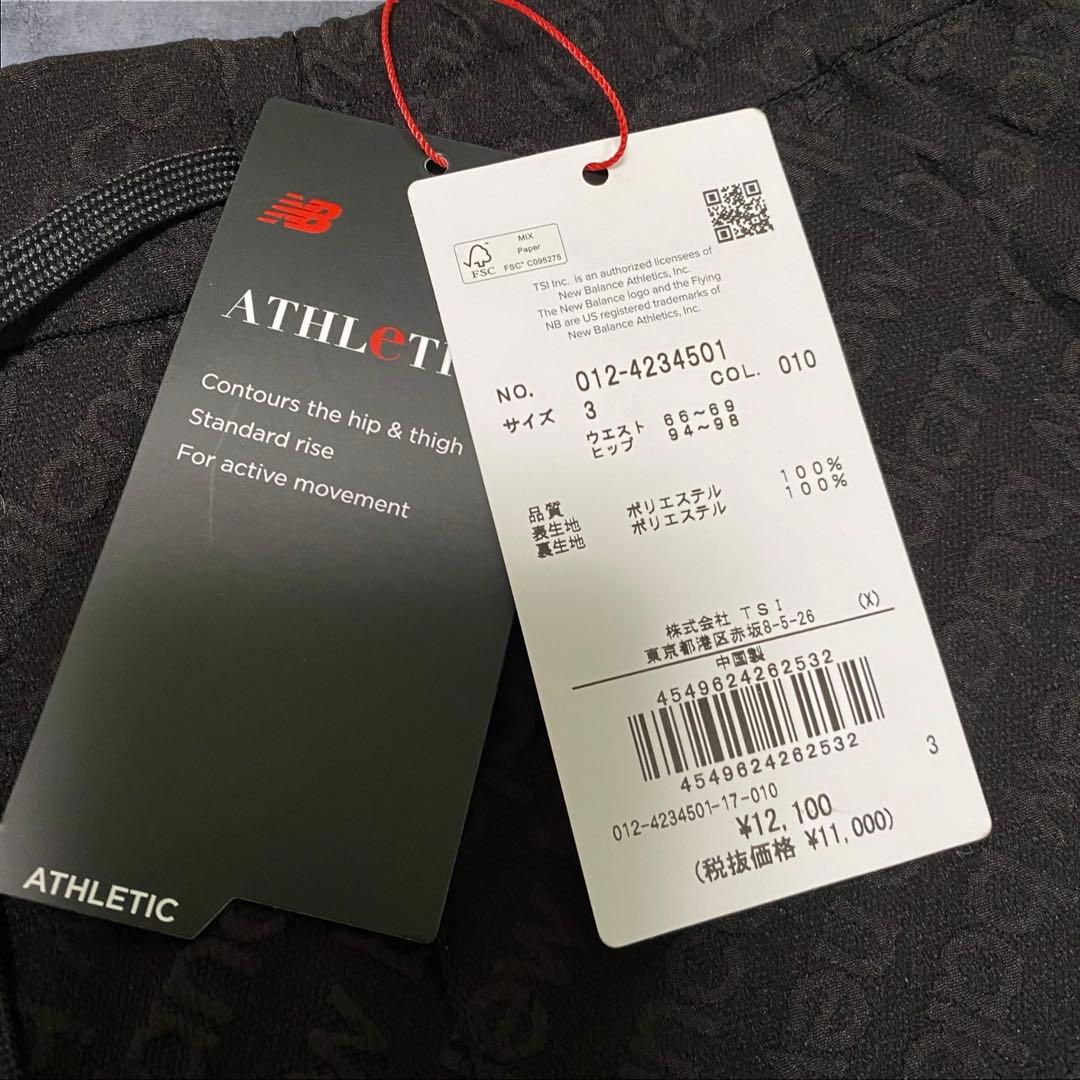 NB
ATHLeTI
Contours the hip & thigh
Standard rise
For active movement
ATHLETIC
FSC™
MIX
Paper
FSC™ C095275
TSI Inc. is an authorized licensees of
New Balance Athletics, Inc.
The New Balance logo and the Flying
NB are US registered trademarks of
New Balance Athletics, Inc.
NO. 012-4234501
COL. 010
サイズ 3
ウエスト 66~69
ヒップ 94~98
品質
表生地 ポリエステル 100%
裏生地 ポリエステル 100%
株式会社 TSI (X)
東京都港区赤坂8-5-26
中国製
4549624262532
4549624262532
3
012-4234501-17-010
¥12,100
(税抜価格 ¥11,000)